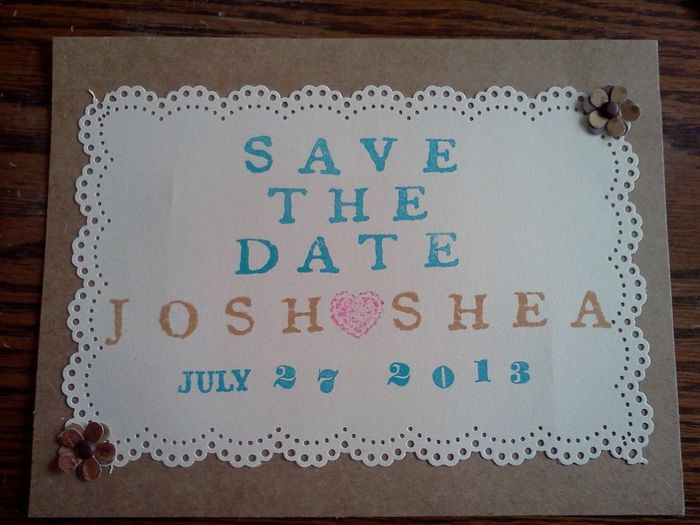 SAVE
THE
DATE
JOSH SHEA
JULY 27 2013